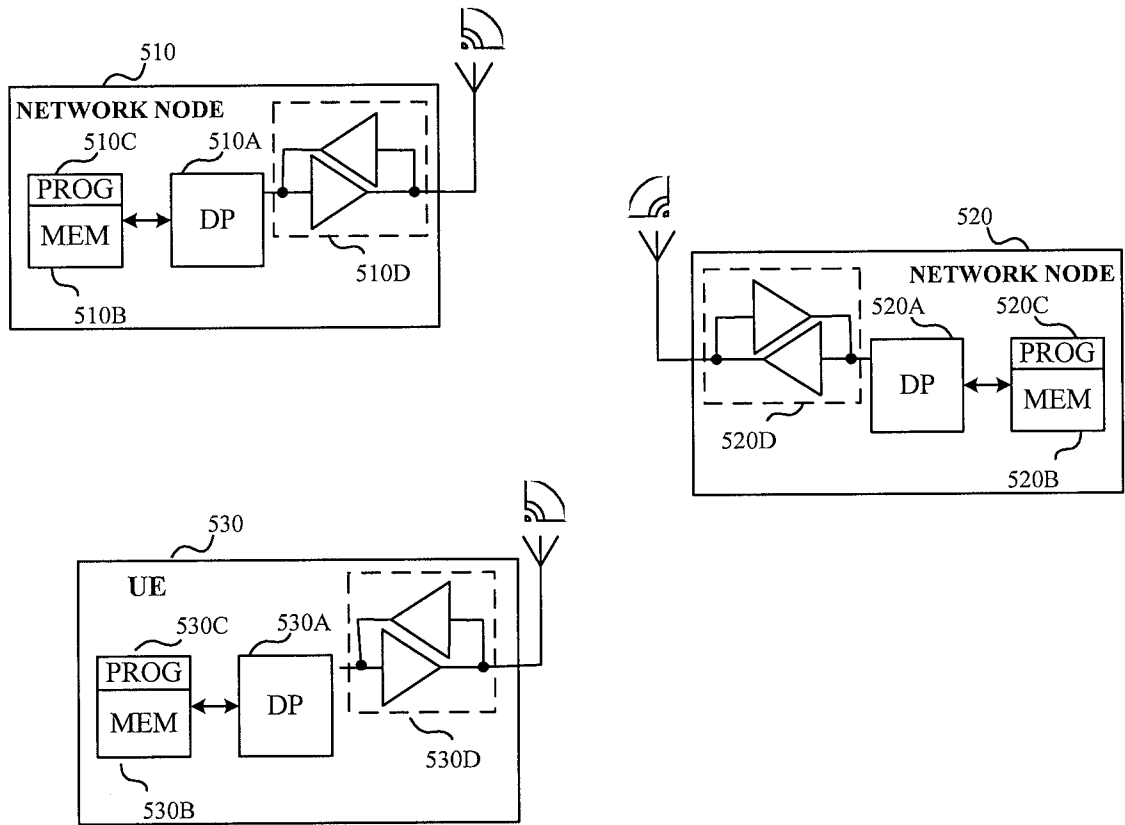 510
NETWORK NODE
510C
510A
PROG
MEM
DP
510B
510D
520
NETWORK NODE
520A
520C
PROG
MEM
DP
520D
520B
530
UE
530C
530A
PROG
MEM
DP
530D
530B